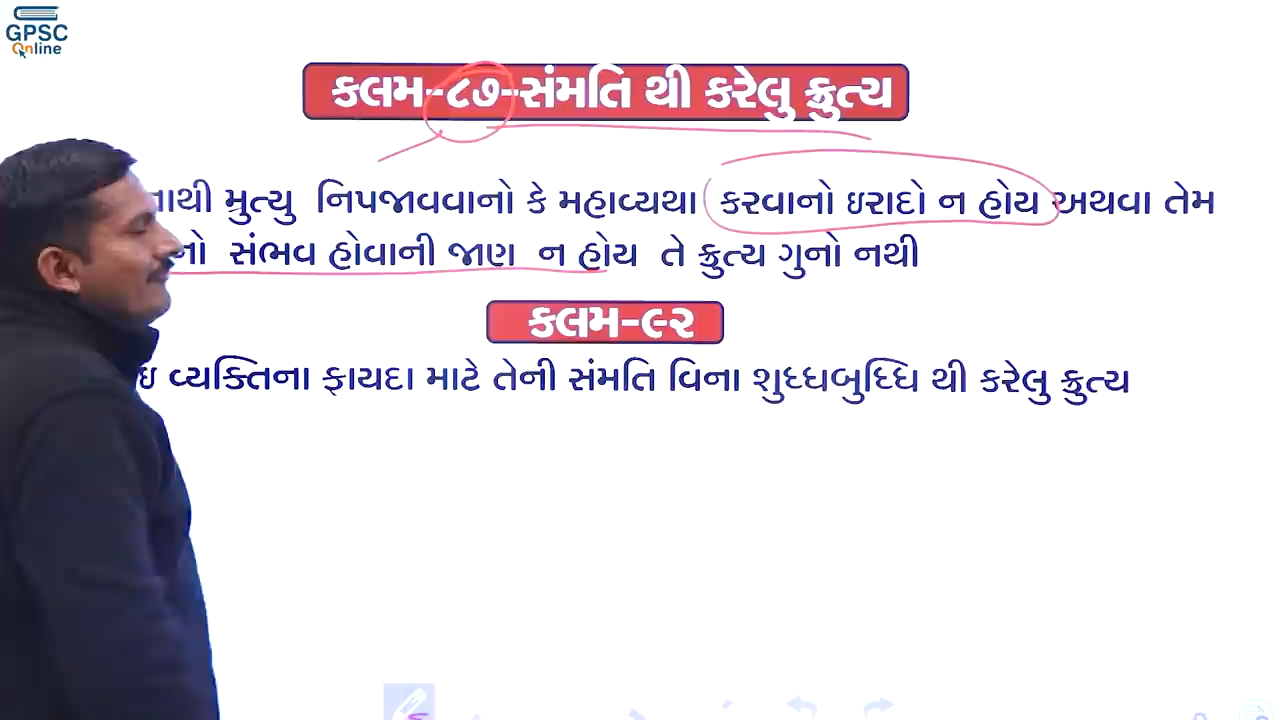 GPSC
Online
કલમ-૮૭-સંમતિ થી કરેલુ ક્રુત્ય
મ્રુત્યુ નિપજાવવાનો કે મહાવ્યથા કરવાનો ઇરાદો ન હોય અથવા તેમ
સંભવ હોવાની જાણ ન હોય તે ક્રુત્ય ગુનો નથી
કલમ-૯૨
વ્યક્તિના ફાયદા માટે તેની સંમતિ વિના શુધ્ધબુધ્ધિ થી કરેલુ ક્રુત્ય